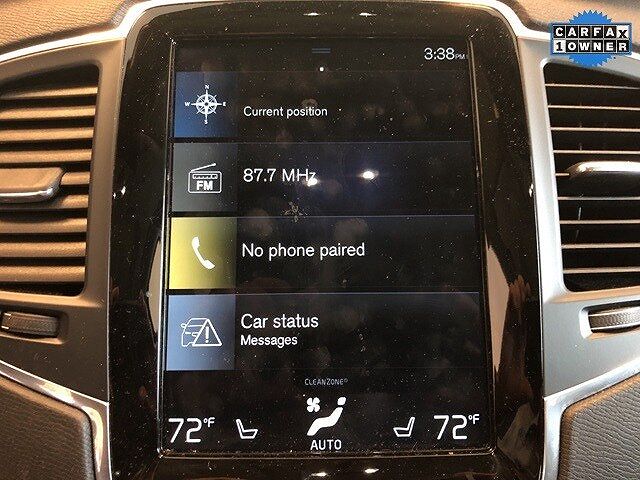 CARFAX
1 OWNER
3:38PM
N
W E
S
Current position
FM
87.7 MHz
No phone paired
Car status
Messages
CLEANZONE
72°F 72°F
AUTO